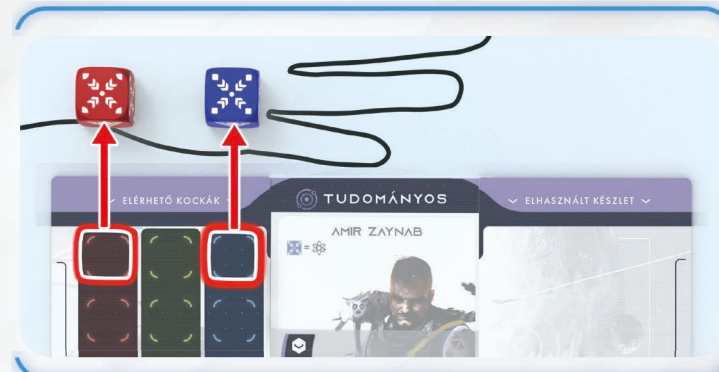 ELÉRHETŐ KOCKÁK
TUDOMÁNYOS
ELHASZNÁLT KÉSZLET
AMIR ZAYNAB
=